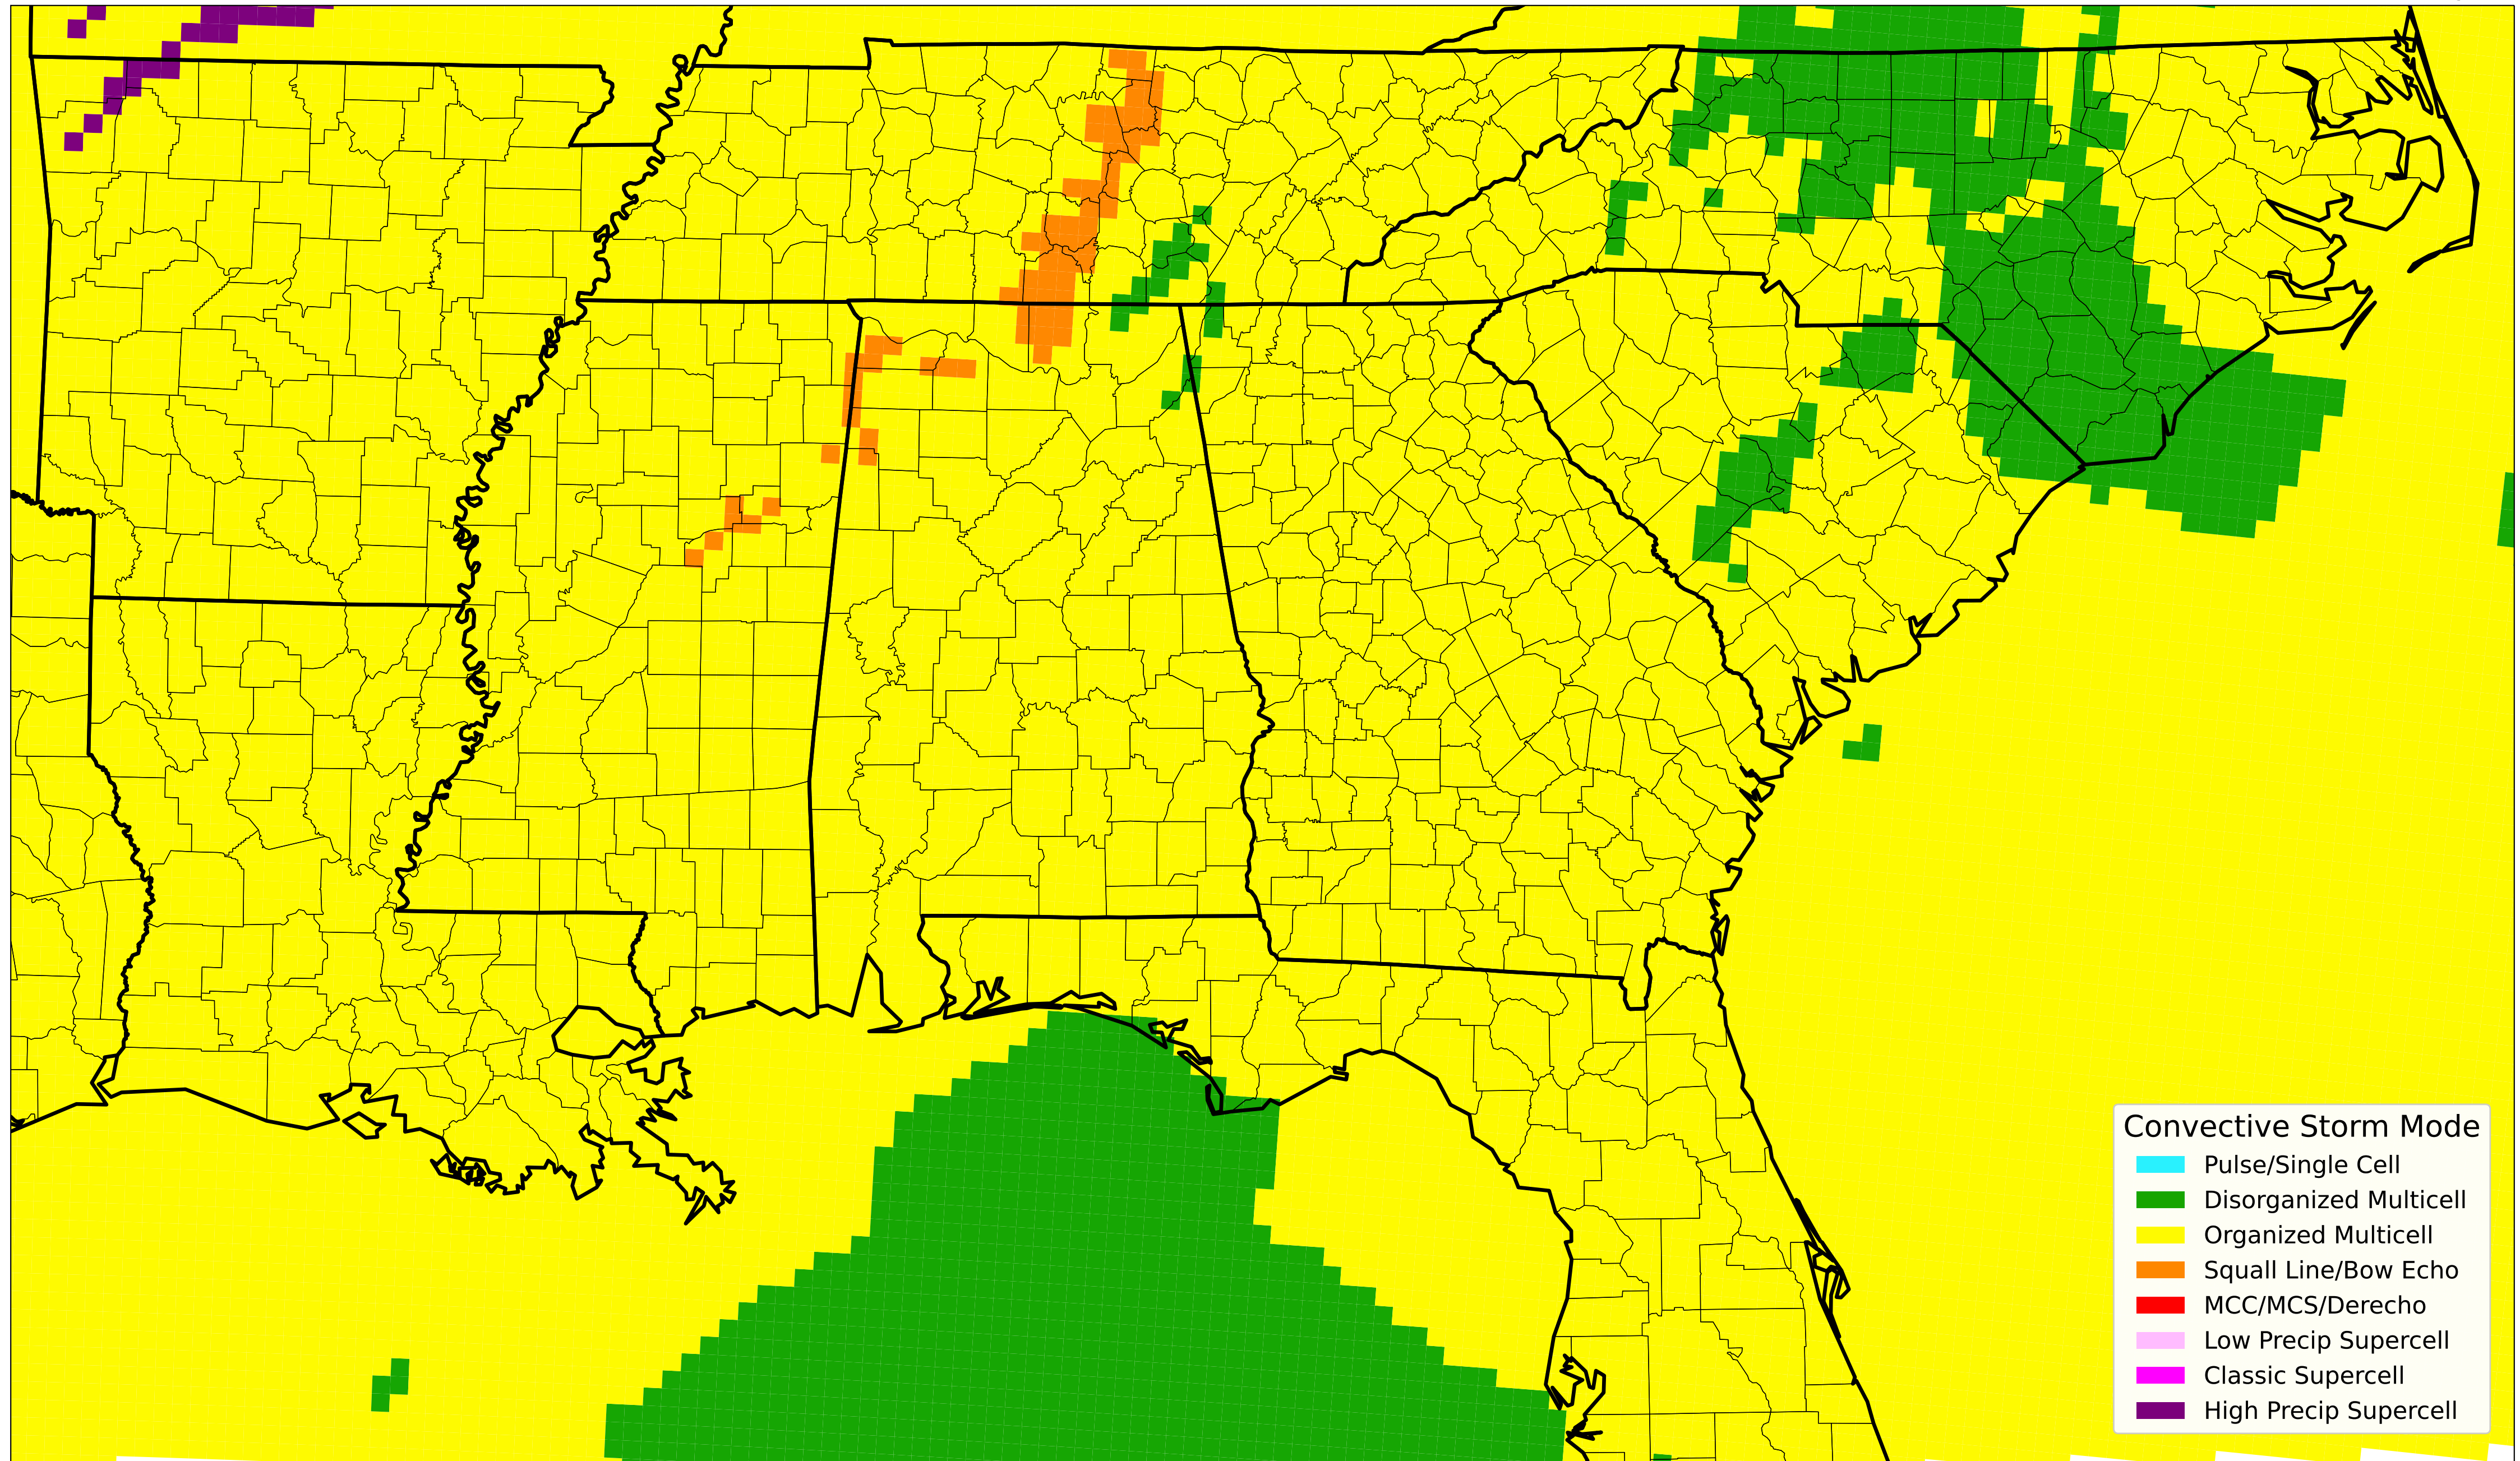 Convective Storm Mode
Pulse/Single Cell
Disorganized Multicell
Organized Multicell
Squall Line/Bow Echo
MCC/MCS/Derecho
Low Precip Supercell
Classic Supercell
High Precip Supercell